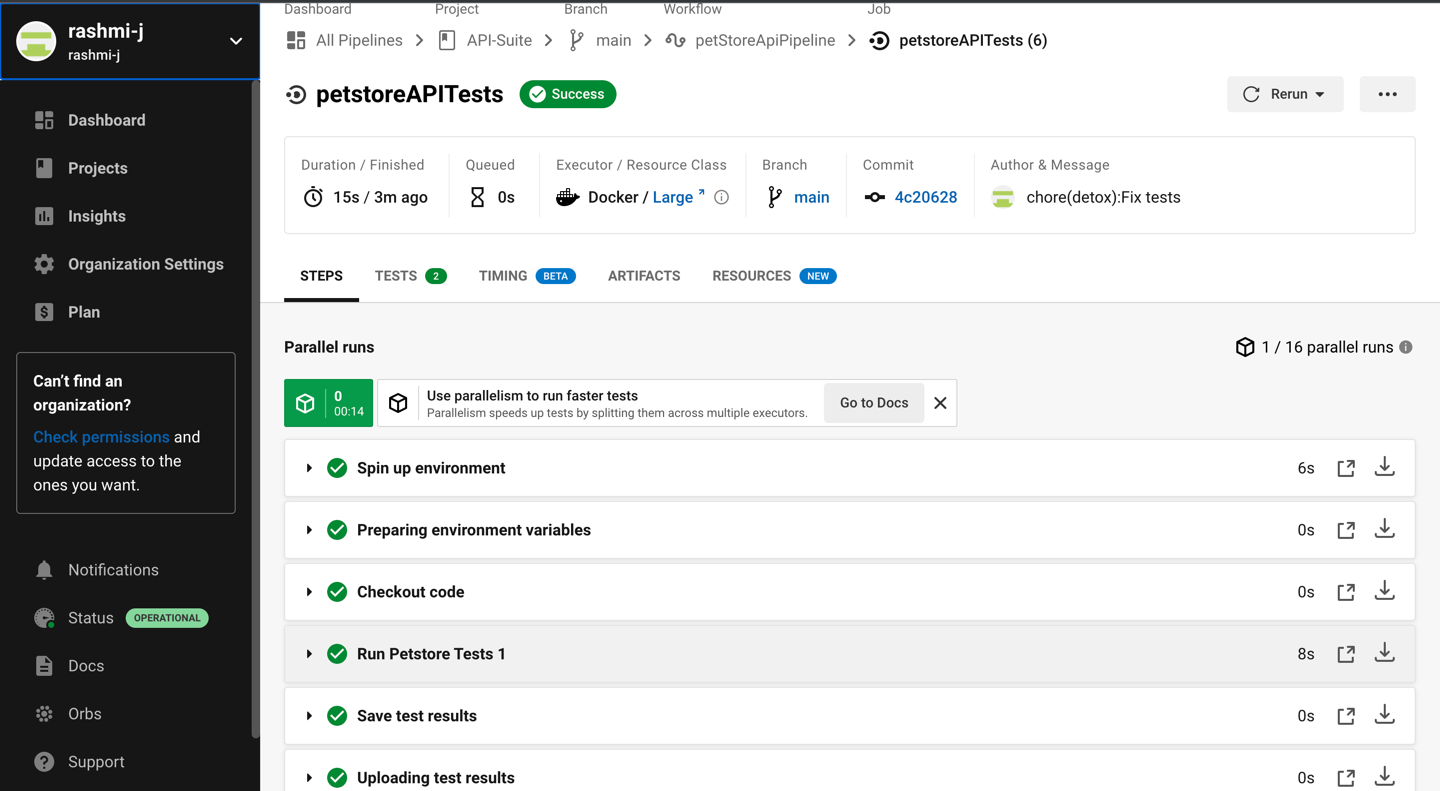 rashmi-j
rashmi-j
Dashboard
Projects
Insights
Organization Settings
Plan
Can't find an
organization?
Check permissions and
update access to the
ones you want.
Notifications
Status OPERATIONAL
Docs
Orbs
Support
Dashboard Project Branch Workflow Job
All Pipelines API-Suite main petStoreApiPipeline petstoreAPITests (6)
petstoreAPITests Success
Rerun
Duration / Finished Queued Executor / Resource Class Branch Commit Author & Message
15s / 3m ago 0s Docker / Large main 4c20628 chore(detox):Fix tests
STEPS TESTS 2 TIMING BETA ARTIFACTS RESOURCES NEW
Parallel runs 1 / 16 parallel runs
0
00:14
Use parallelism to run faster tests
Parallelism speeds up tests by splitting them across multiple executors.
Go to Docs
Spin up environment 6s
Preparing environment variables 0s
Checkout code 0s
Run Petstore Tests 1 8s
Save test results 0s
Uploading test results 0s